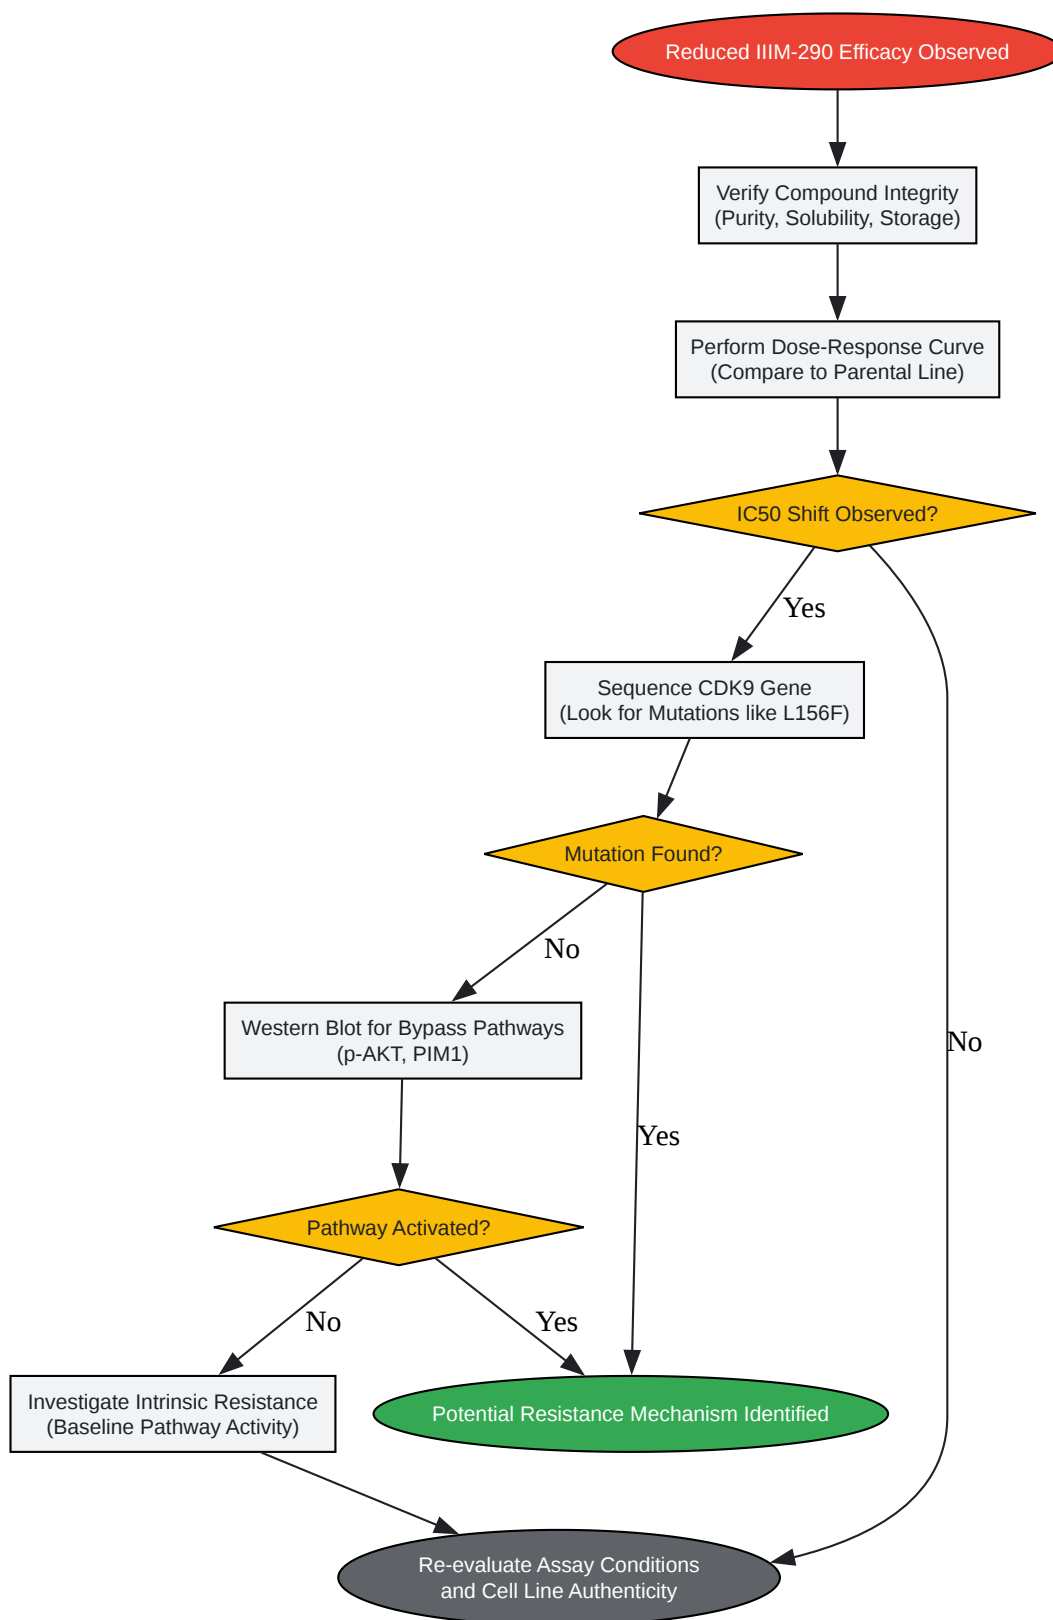 Reduced IIIM-290 Efficacy Observed
Verify Compound Integrity
(Purity, Solubility, Storage)
Perform Dose-Response Curve
(Compare to Parental Line)
IC50 Shift Observed?
Yes
Sequence CDK9 Gene
(Look for Mutations like L156F)
Mutation Found?
No
Western Blot for Bypass Pathways
(p-AKT, PIM1)
No
Yes
Pathway Activated?
No
Yes
Investigate Intrinsic Resistance
(Baseline Pathway Activity)
Potential Resistance Mechanism Identified
Re-evaluate Assay Conditions
and Cell Line Authenticity